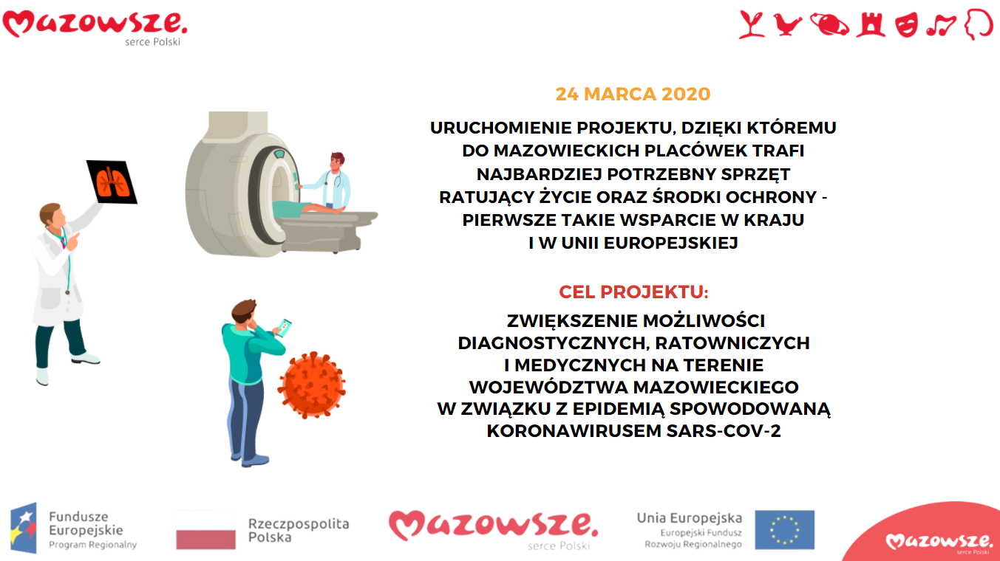 Mazowsze.
serce Polski
24 MARCA 2020
URUCHOMIENIE PROJEKTU, DZIĘKI KTÓREMU
DO MAZOWIECKICH PLACÓWEK TRAFI
NAJBARDZIEJ POTRZEBNY SPRZĘT
RATUJĄCY ŻYCIE ORAZ ŚRODKI OCHRONY -
PIERWSZE TAKIE WSPARCIE W KRAJU
I W UNII EUROPEJSKIEJ
CEL PROJEKTU:
ZWIĘKSZENIE MOŻLIWOŚCI
DIAGNOSTYCZNYCH, RATOWNICZYCH
I MEDYCZNYCH NA TERENIE
WOJEWÓDZTWA MAZOWIECKIEGO
W ZWIĄZKU Z EPIDEMIĄ SPOWODOWANĄ
KORONAWIRUSEM SARS-COV-2
Fundusze
Europejskie
Program Regionalny
Rzeczpospolita
Polska
Mazowsze.
serce Polski
Unia Europejska
Europejski Fundusz
Rozwoju Regionalnego
Mazowsze.
serce Polski